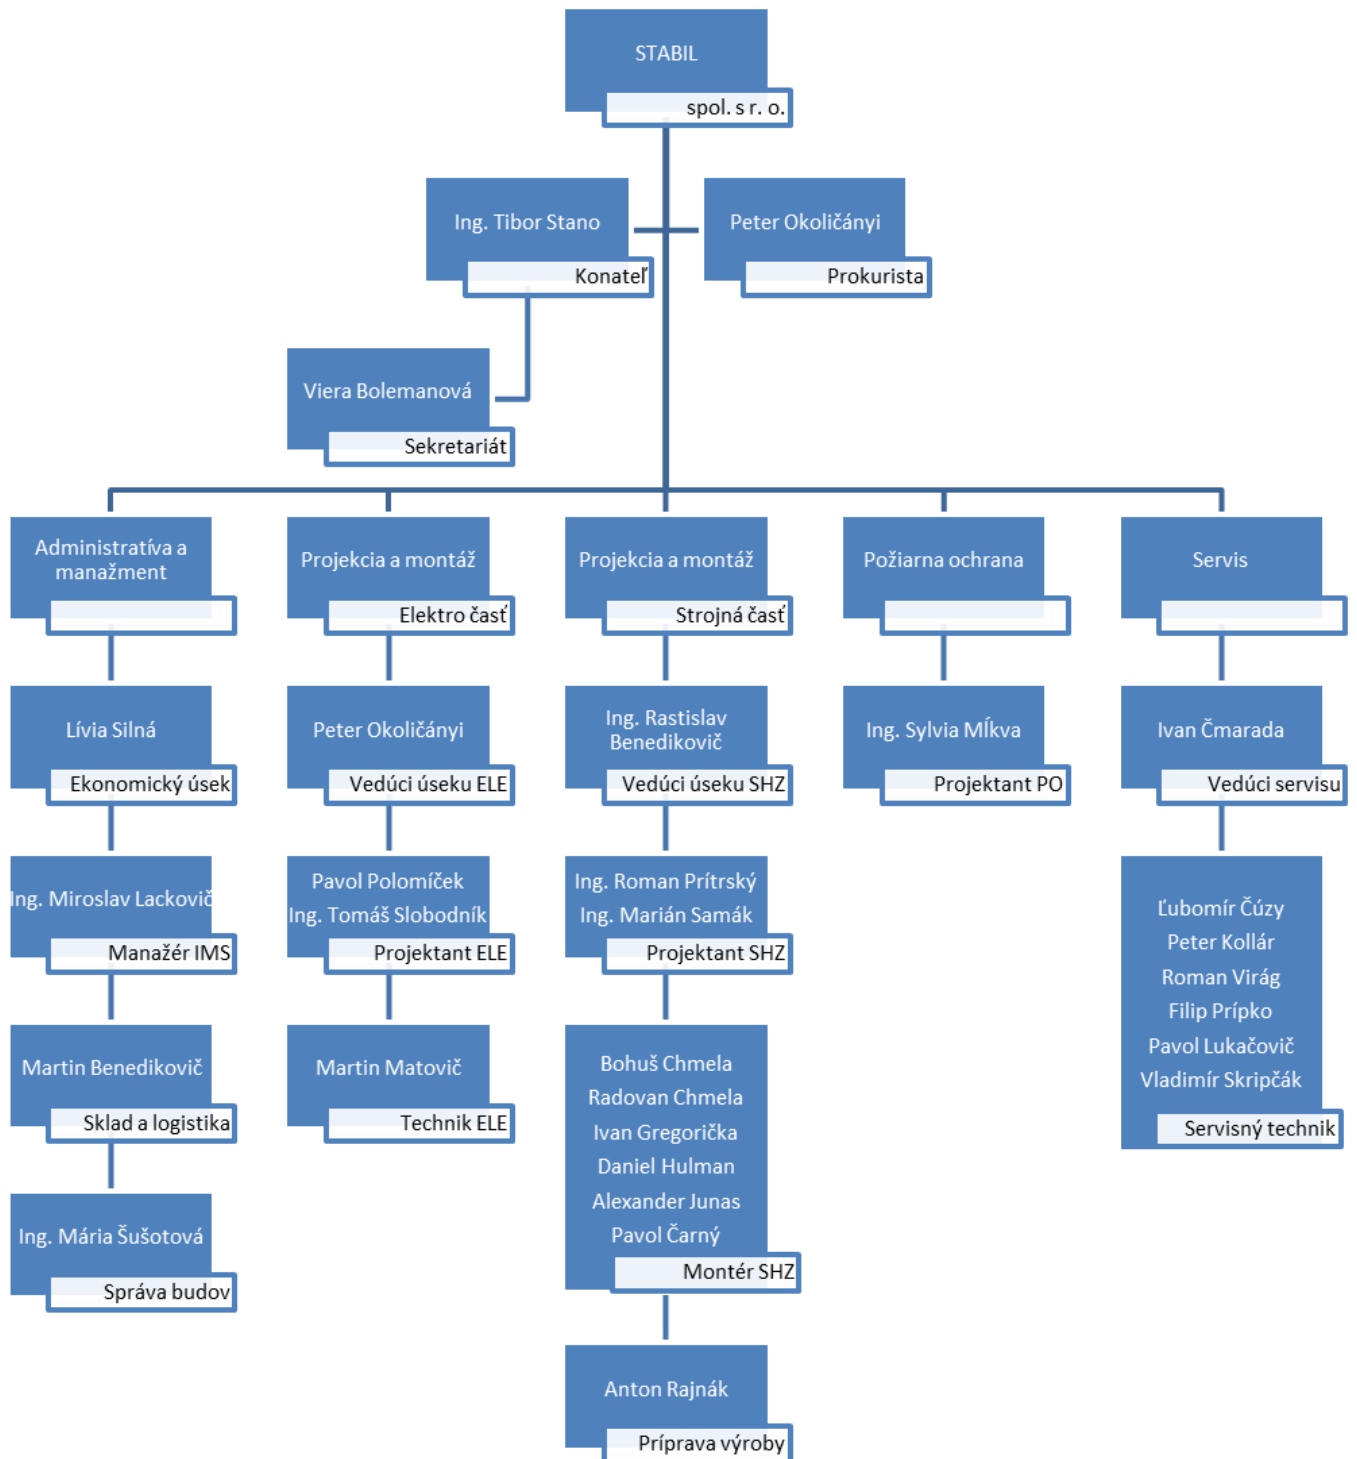 STABIL
spol. s r. o.
Ing. Tibor Stano
Konateľ
Peter Okoličányi
Prokurista
Viera Bolemanová
Sekretariát
Administratíva a
manažment
Lívia Silná
Ekonomický úsek
Ing. Miroslav Lackovič
Manažér IMS
Martin Benedikovič
Sklad a logistika
Ing. Mária Šušotová
Správa budov
Projekcia a montáž
Elektro časť
Peter Okoličányi
Vedúci úseku ELE
Pavol Polomíček
Ing. Tomáš Slobodník
Projektant ELE
Martin Matovič
Technik ELE
Projekcia a montáž
Strojná časť
Ing. Rastislav
Benedikovič
Vedúci úseku SHZ
Ing. Roman Prítrský
Ing. Marián Samák
Projektant SHZ
Bohuš Chmela
Radovan Chmela
Ivan Gregorička
Daniel Hulman
Alexander Junas
Pavol Čarný
Montér SHZ
Anton Rajnák
Príprava výroby
Požiarna ochrana
Ing. Sylvia Mĺkva
Projektant PO
Servis
Ivan Čmarada
Vedúci servisu
Ľubomír Čúzy
Peter Kollár
Roman Virág
Filip Prípko
Pavol Lukačovič
Vladimír Skripčák
Servisný technik